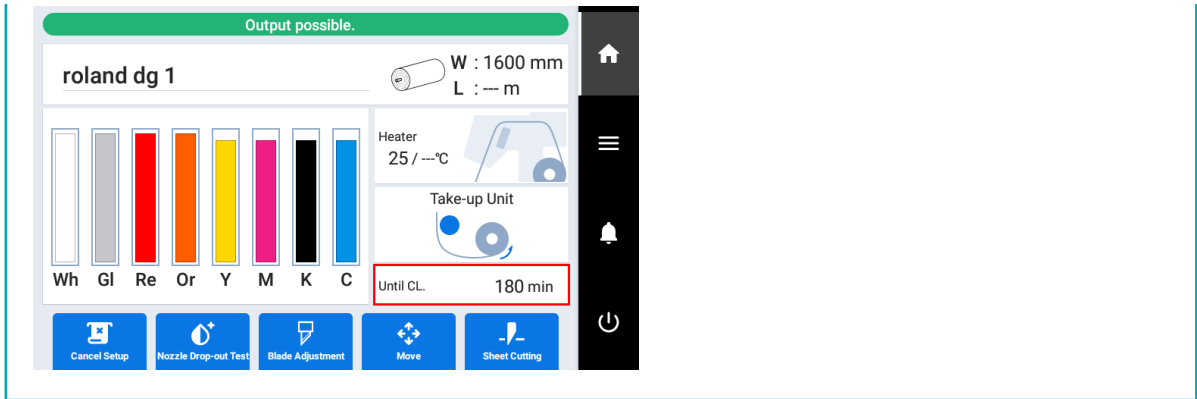 Output possible.
roland dg 1
W : 1600 mm
L : --- m
Heater
25 / ---℃
Take-up Unit
Until CL. 180 min
Wh Gl Re Or Y M K C
Cancel Setup
Nozzle Drop-out Test
Blade Adjustment
Move
Sheet Cutting